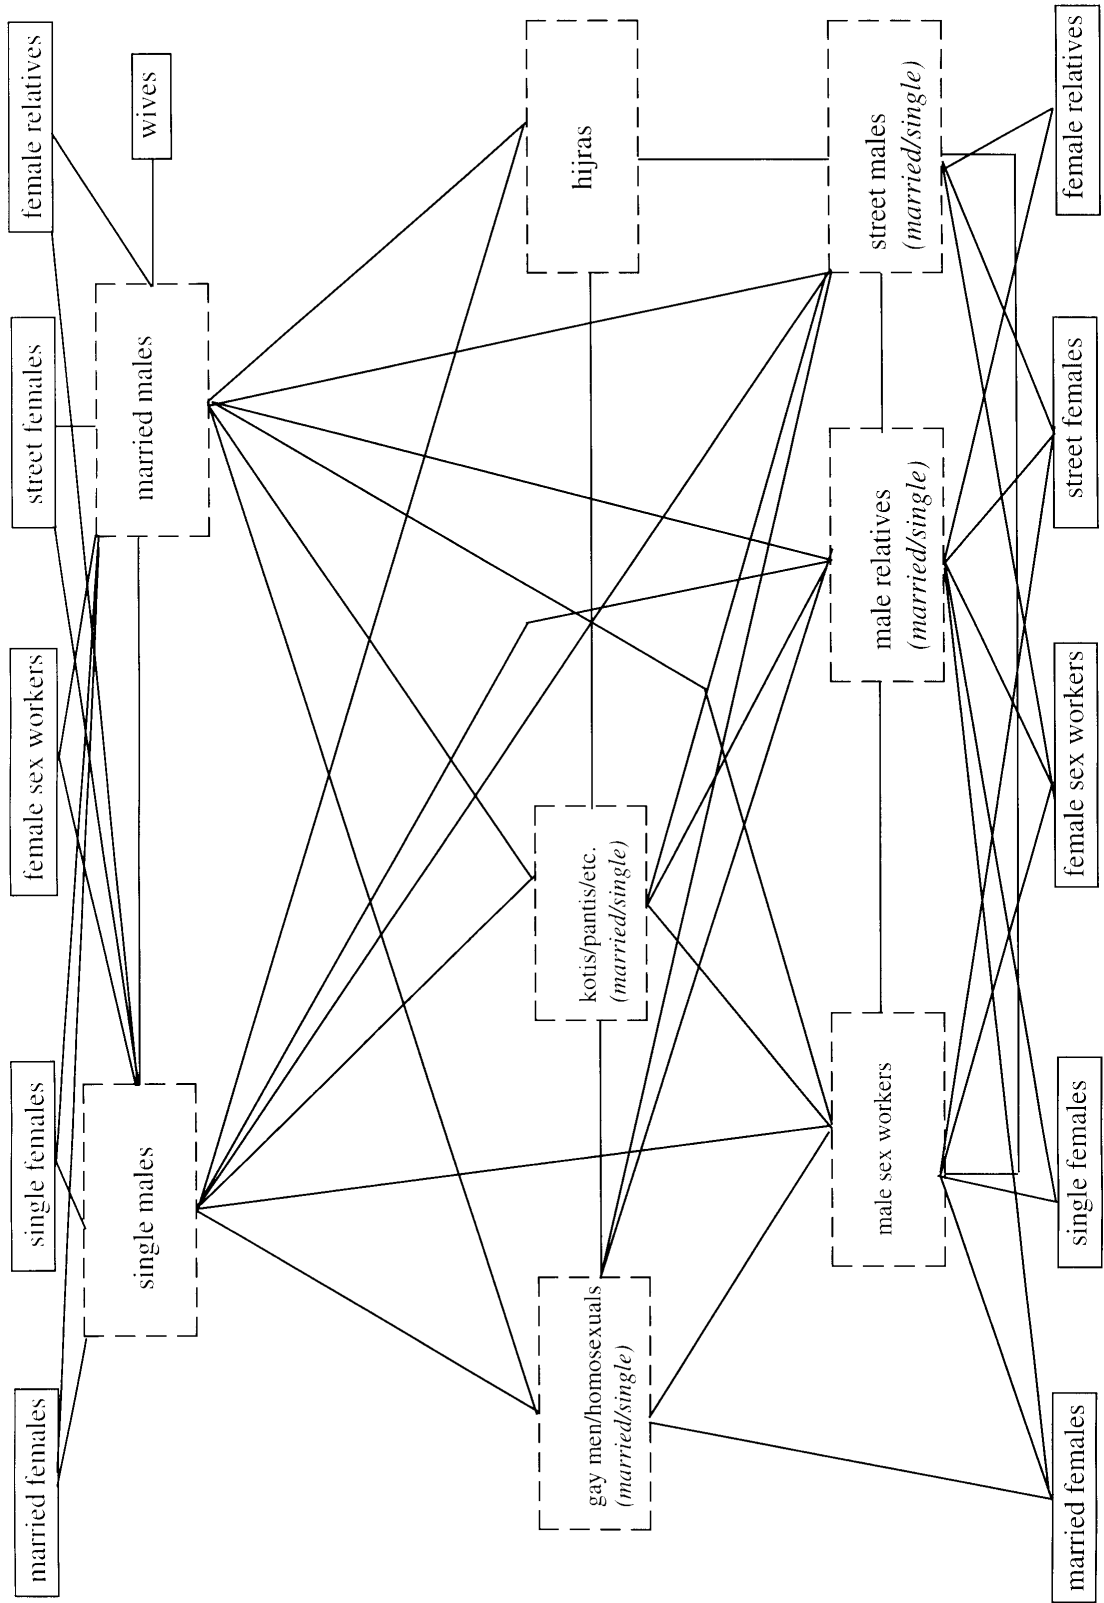 married females
single females
female sex workers
street females
female relatives
single males
married males
wives
gay men/homosexuals
(married/single)
kotis/pantis/etc.
(married/single)
hijras
male sex workers
male relatives
(married/single)
street males
(married/single)
married females
single females
female sex workers
street females
female relatives